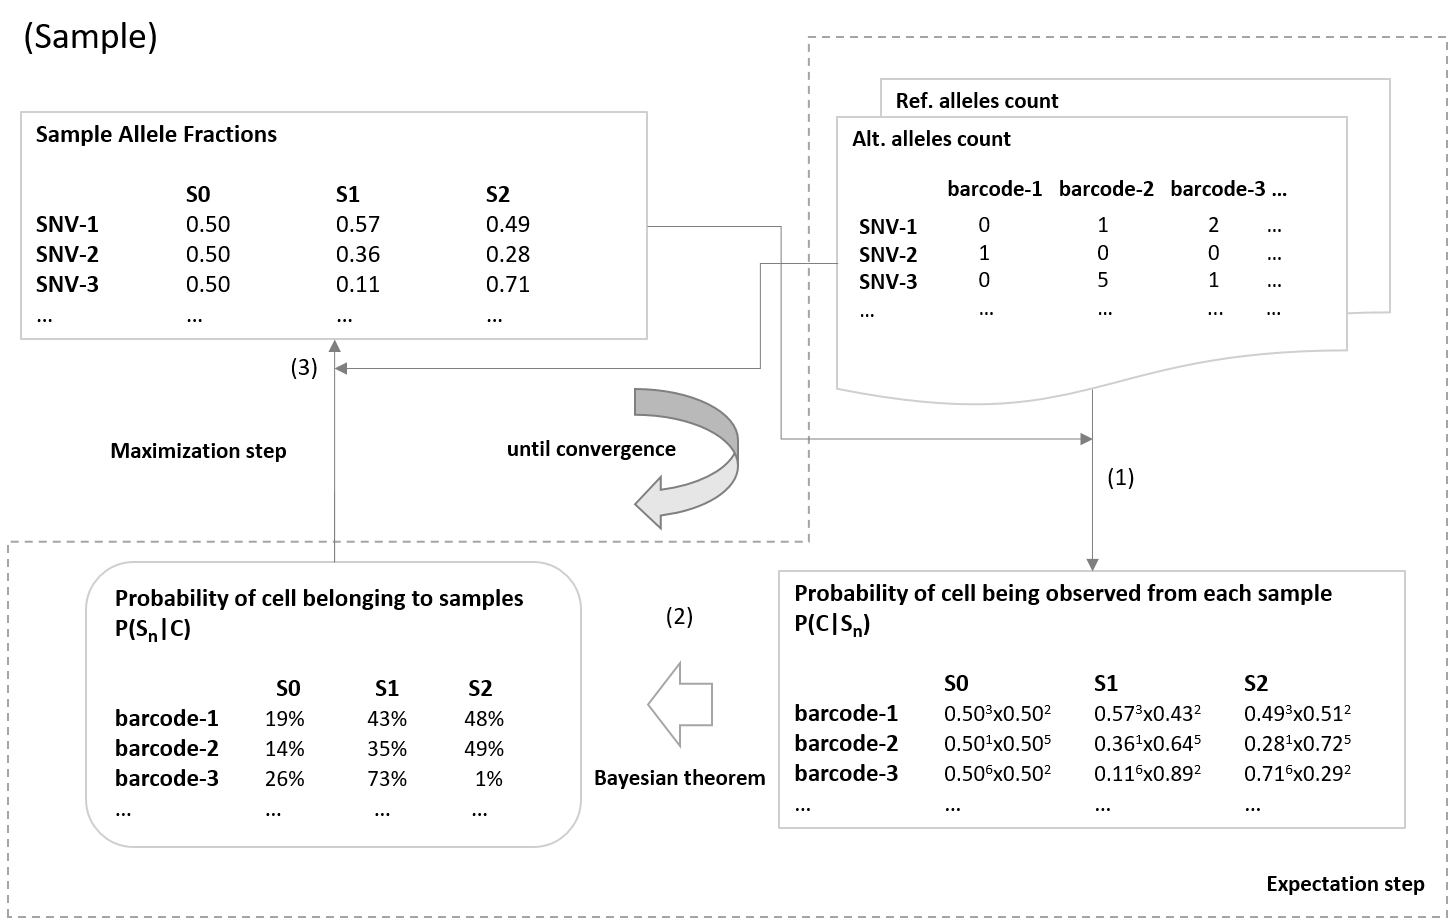 (Sample)
Sample Allele Fractions
S0 S1 S2
SNV-1 0.50 0.57 0.49
SNV-2 0.50 0.36 0.28
SNV-3 0.50 0.11 0.71
... ... ... ...
Ref. alleles count
Alt. alleles count
barcode-1 barcode-2 barcode-3 ...
SNV-1 0 1 2 ...
SNV-2 1 0 0 ...
SNV-3 0 5 1 ...
... ... ... ... ...
(3)
Maximization step
until convergence
(1)
Probability of cell belonging to samples
P(Sn|C)
S0 S1 S2
barcode-1 19% 43% 48%
barcode-2 14% 35% 49%
barcode-3 26% 73% 1%
... ... ... ...
(2)
Bayesian theorem
Probability of cell being observed from each sample
P(C|Sn)
S0 S1 S2
barcode-1 0.50³x0.50² 0.57³x0.43² 0.49³x0.51²
barcode-2 0.50¹x0.50⁵ 0.36¹x0.64⁵ 0.28¹x0.72⁵
barcode-3 0.50⁶x0.50² 0.11⁶x0.89² 0.71⁶x0.29²
... ... ... ...
Expectation step